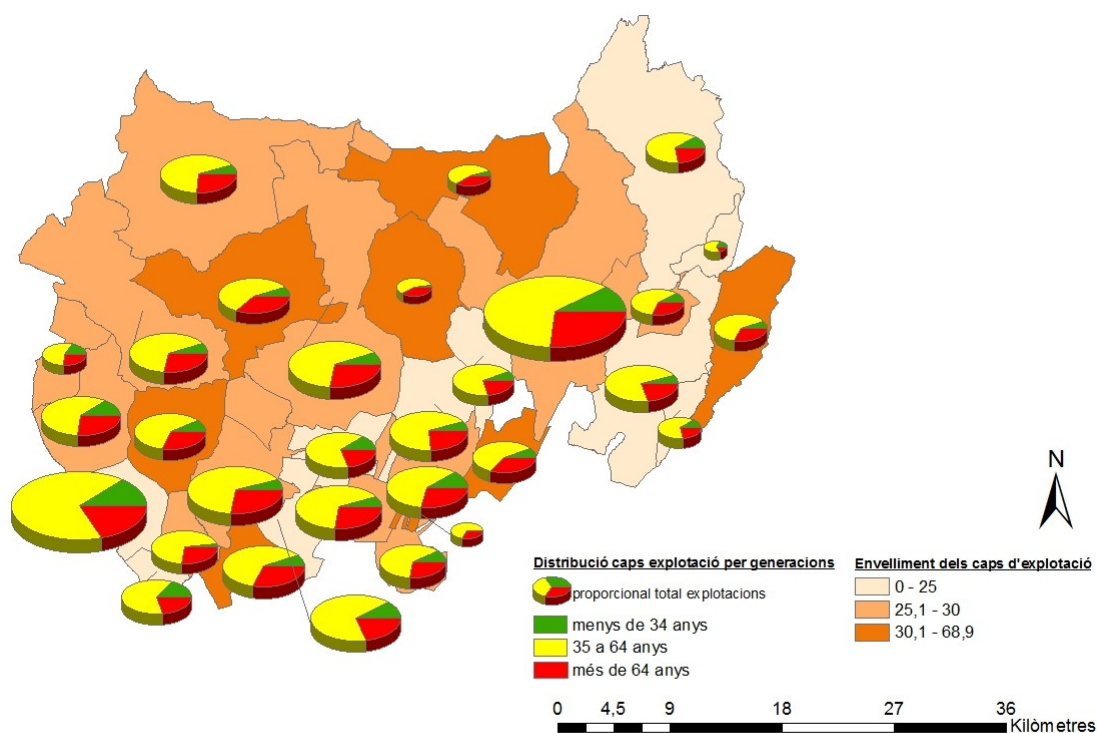 N
Distribució caps explotació per generacions
proporcional total explotacions
menys de 34 anys
35 a 64 anys
més de 64 anys
Envelliment dels caps d'explotació
0 - 25
25,1 - 30
30,1 - 68,9
0 4,5 9 18 27 36
Kilòmetres